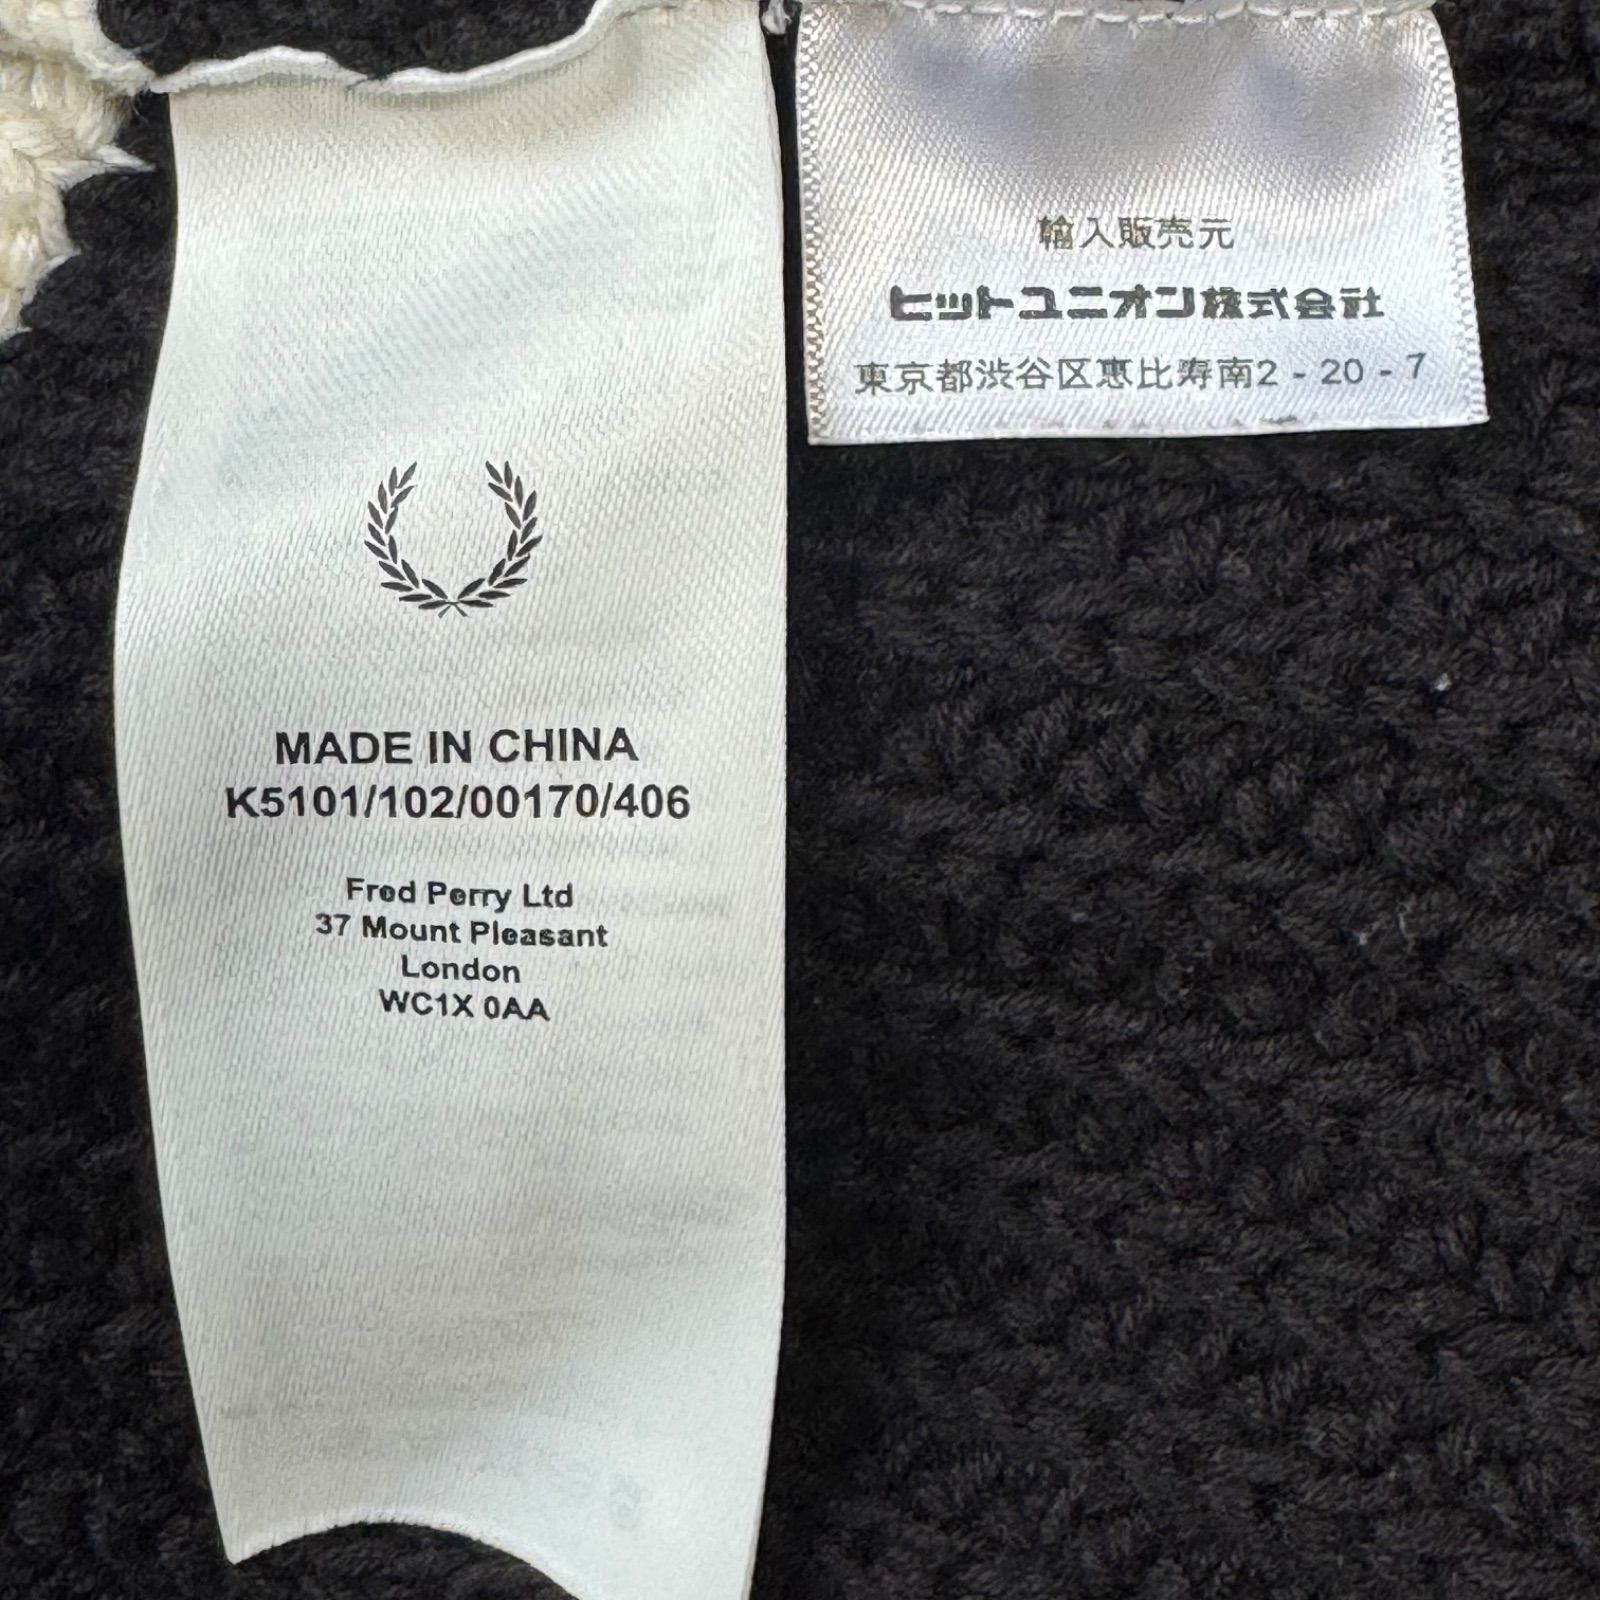 MADE IN CHINA
K5101/102/00170/406
Fred Perry Ltd
37 Mount Pleasant
London
WC1X 0AA
輸入販売元
ヒットユニオン株式会社
東京都渋谷区恵比寿南2 - 20 - 7